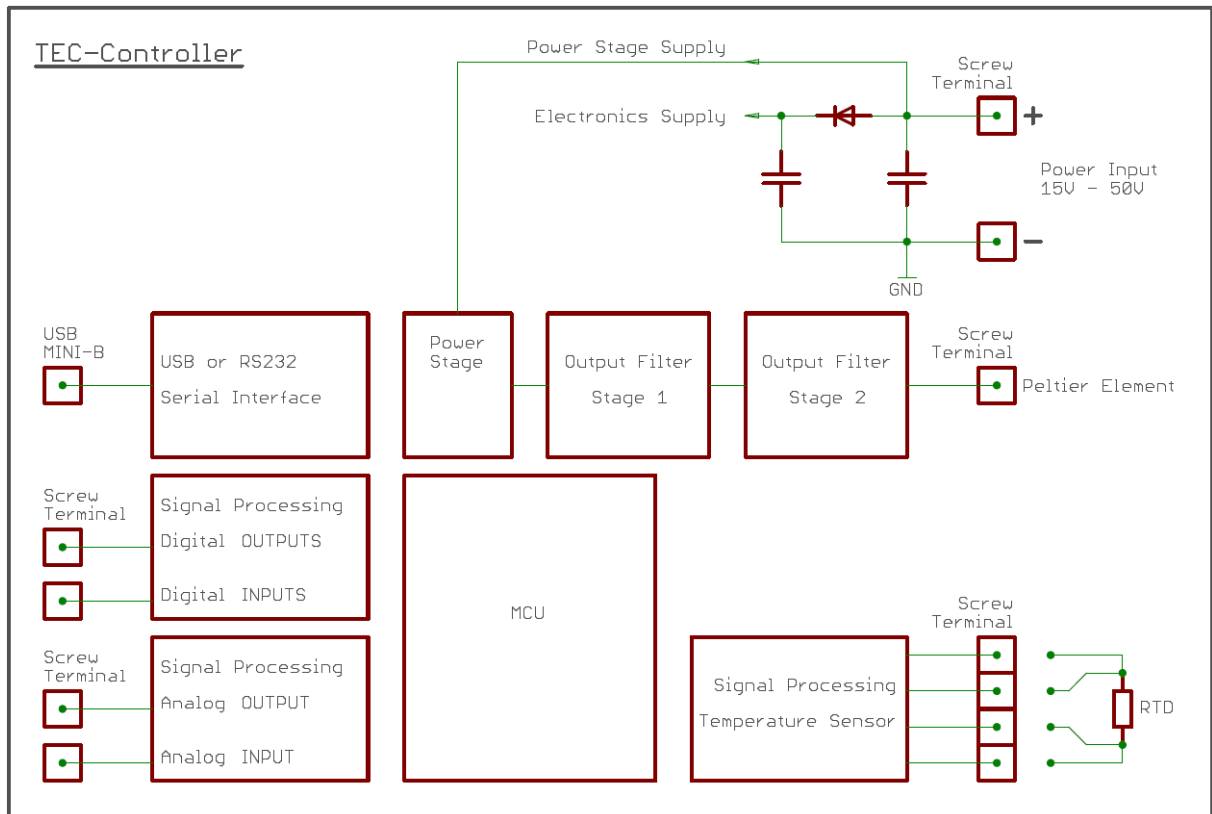 TEC-Controller
Power Stage Supply
Screw
Terminal
+
Electronics Supply
Power Input
15V - 50V
-
GND
USB
MINI-B
USB or RS232
Serial Interface
Power
Stage
Output Filter
Stage 1
Output Filter
Stage 2
Screw
Terminal
Peltier Element
Screw
Terminal
Signal Processing
Digital OUTPUTS
Digital INPUTS
MCU
Screw
Terminal
Signal Processing
Analog OUTPUT
Analog INPUT
Screw
Terminal
Signal Processing
Temperature Sensor
RTD